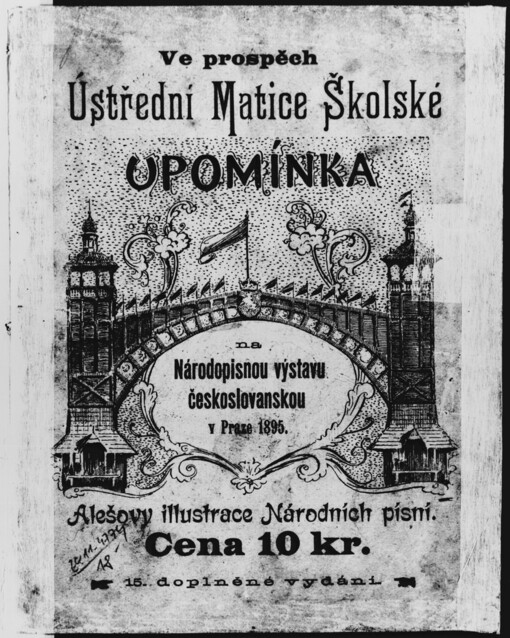 Ve prospěch
Ústřední Matice Školské
UPOMÍNKA
na
Národopisnou výstavu
československou
v Praze 1895.
Alešovy illustrace Národních písní.
Cena 10 kr.
15. doplněné vydání.